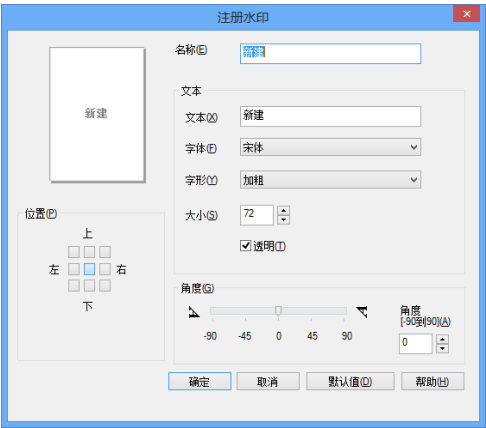 注册水印
名称(E)
新建
新建
文本
文本(X)
新建
字体(F)
宋体
字形(Y)
加粗
大小(S)
72
透明(T)
位置(P)
上
左
右
下
角度(G)
-90 -45 0 45 90
角度
[-90到90](A)
0
确定 取消 默认值(D) 帮助(H)